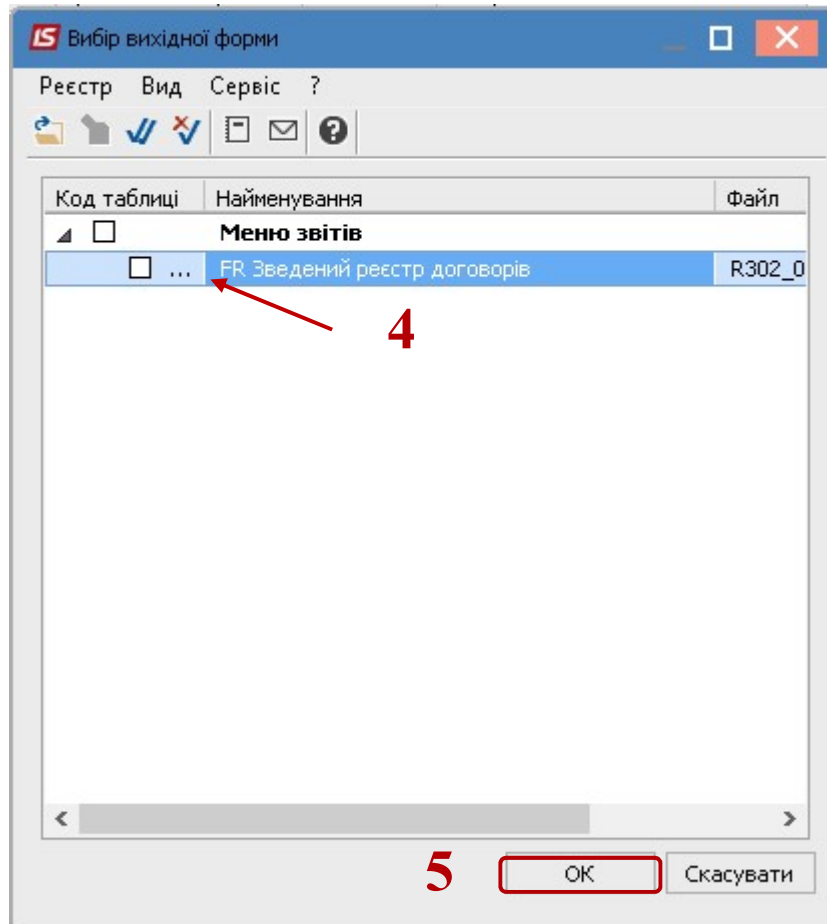 IS Вибір вихідної форми
Реєстр Вид Сервіс ?
Код таблиці Найменування Файл
Меню звітів
... FR Зведений реєстр договорів R302_0
4
5 OK Скасувати